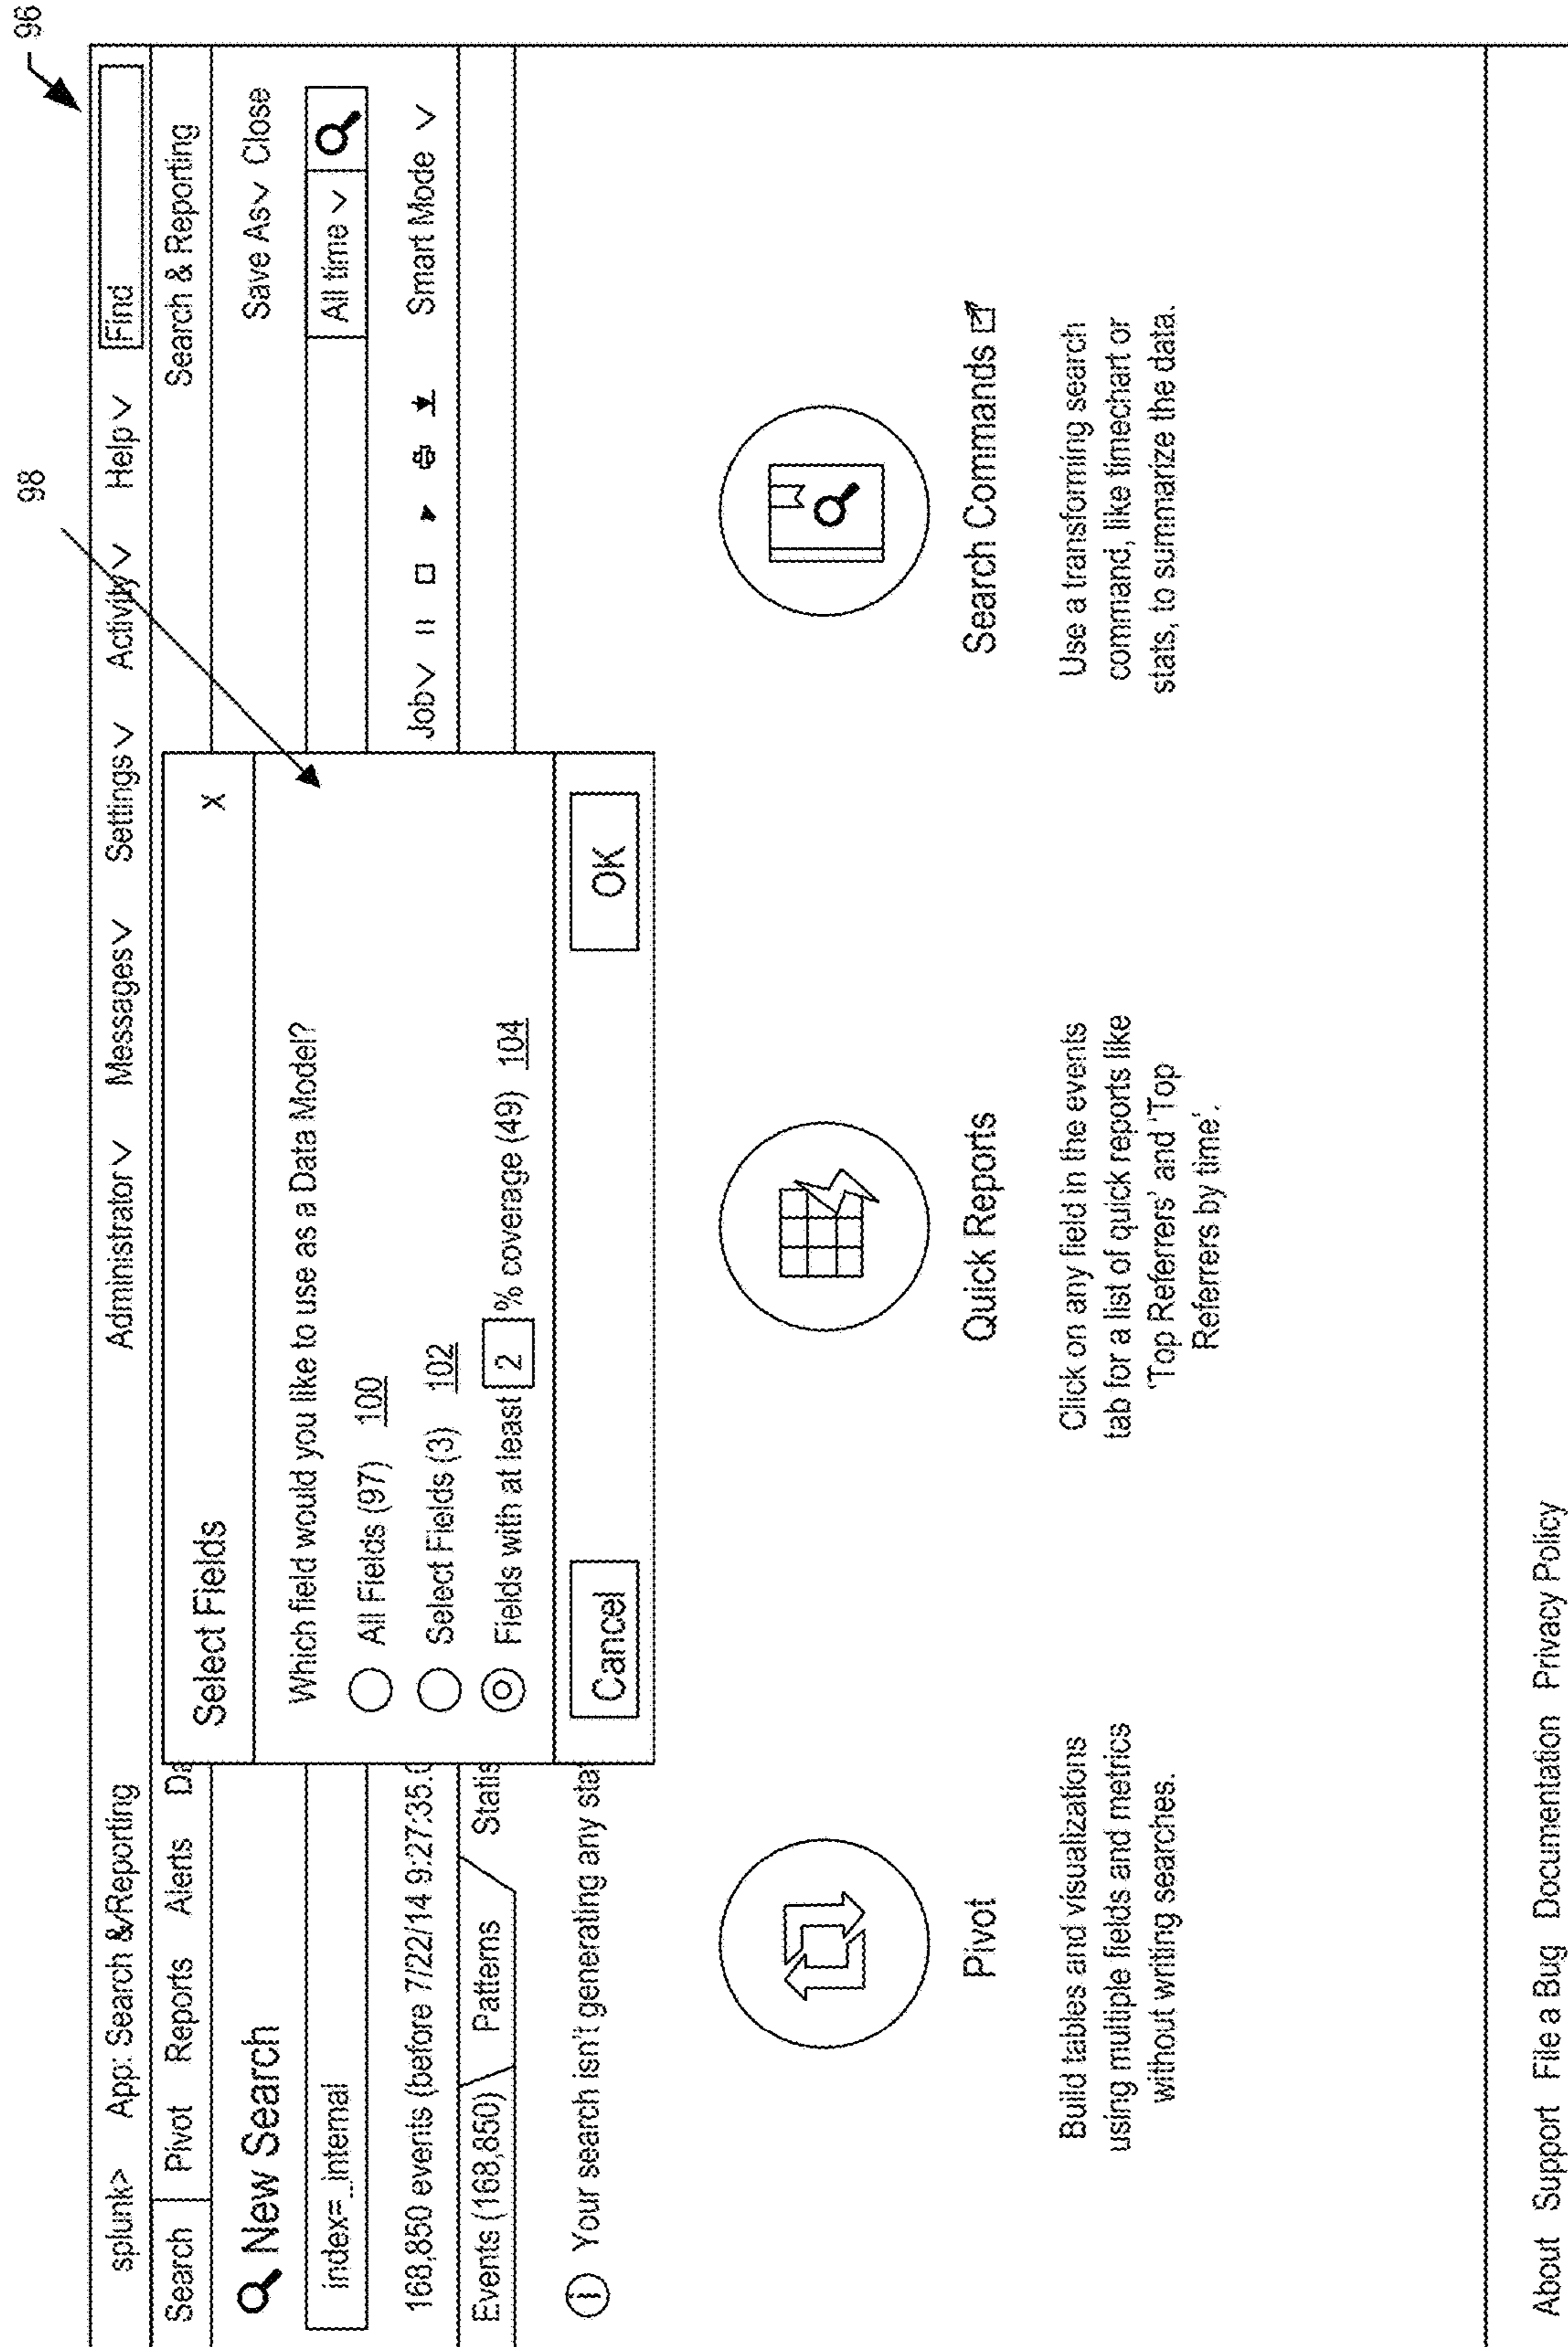 96
98
splunk> App: Search &Reporting Administrator Messages Settings Activity Help Find
Search Pivot Reports Alerts Da Search & Reporting
New Search Save As Close
index=_internal All time
168,850 events (before 7/22/14 9:27:35.0 Job Smart Mode
Events (168,850) Patterns Statis
Your search isn't generating any sta
Select Fields X
Which field would you like to use as a Data Model?
All Fields (97) 100
Select Fields (3) 102
Fields with at least 2 % coverage (49) 104
Cancel OK
Pivot
Build tables and visualizations
using multiple fields and metrics
without writing searches.
Quick Reports
Click on any field in the events
tab for a list of quick reports like
'Top Referrers' and 'Top
Referrers by time'.
Search Commands
Use a transforming search
command, like timechart or
stats, to summarize the data.
About Support File a Bug Documentation Privacy Policy